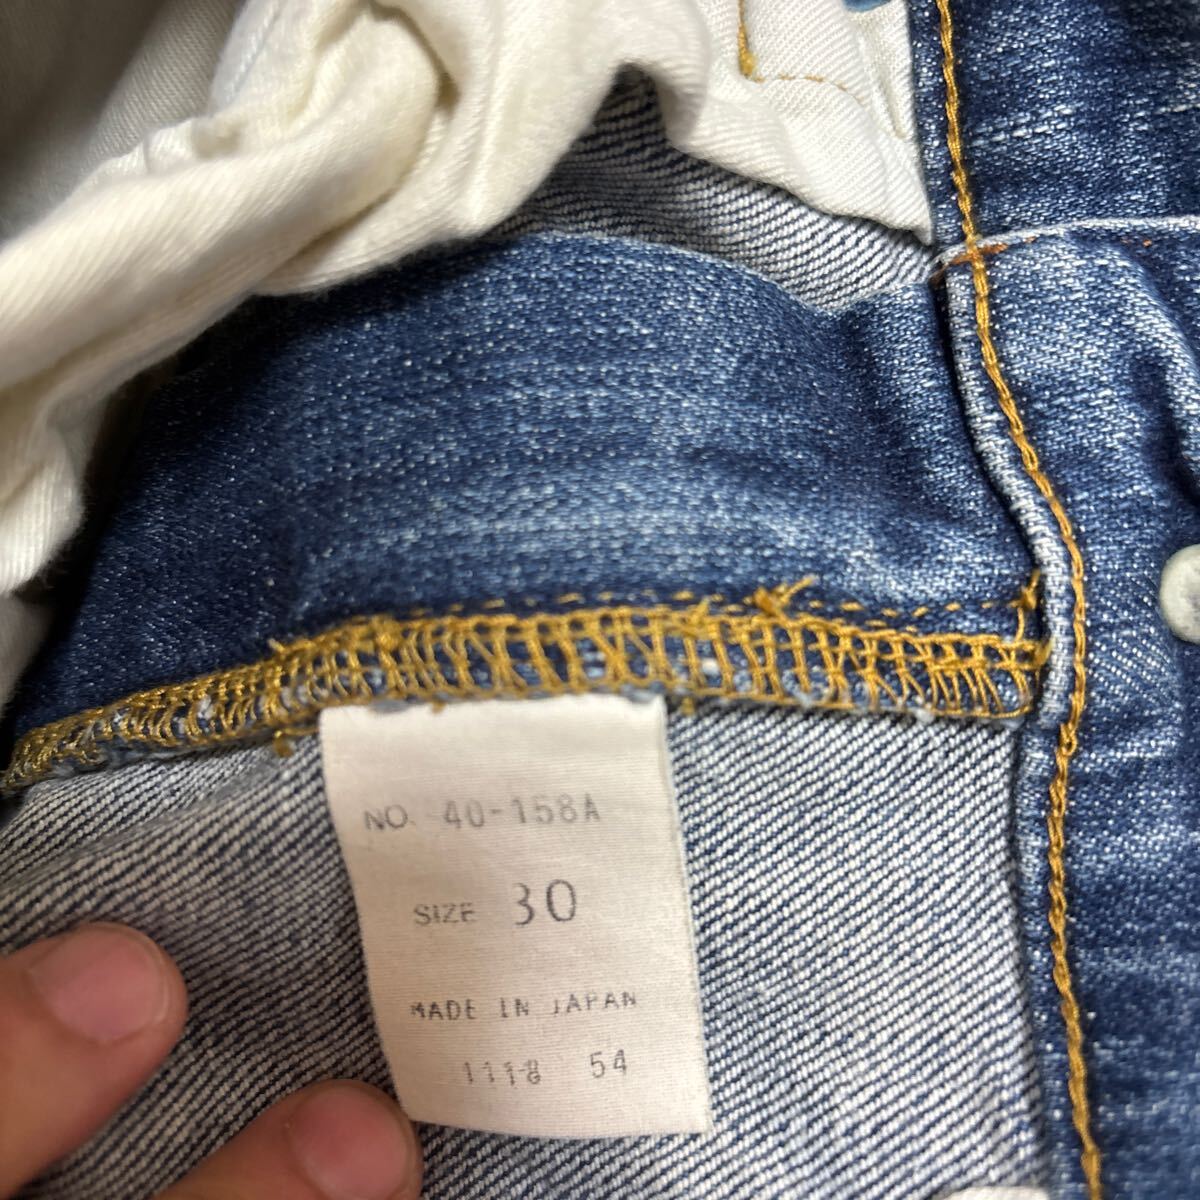 NO. 40-158A
SIZE 30
MADE IN JAPAN
1118 54